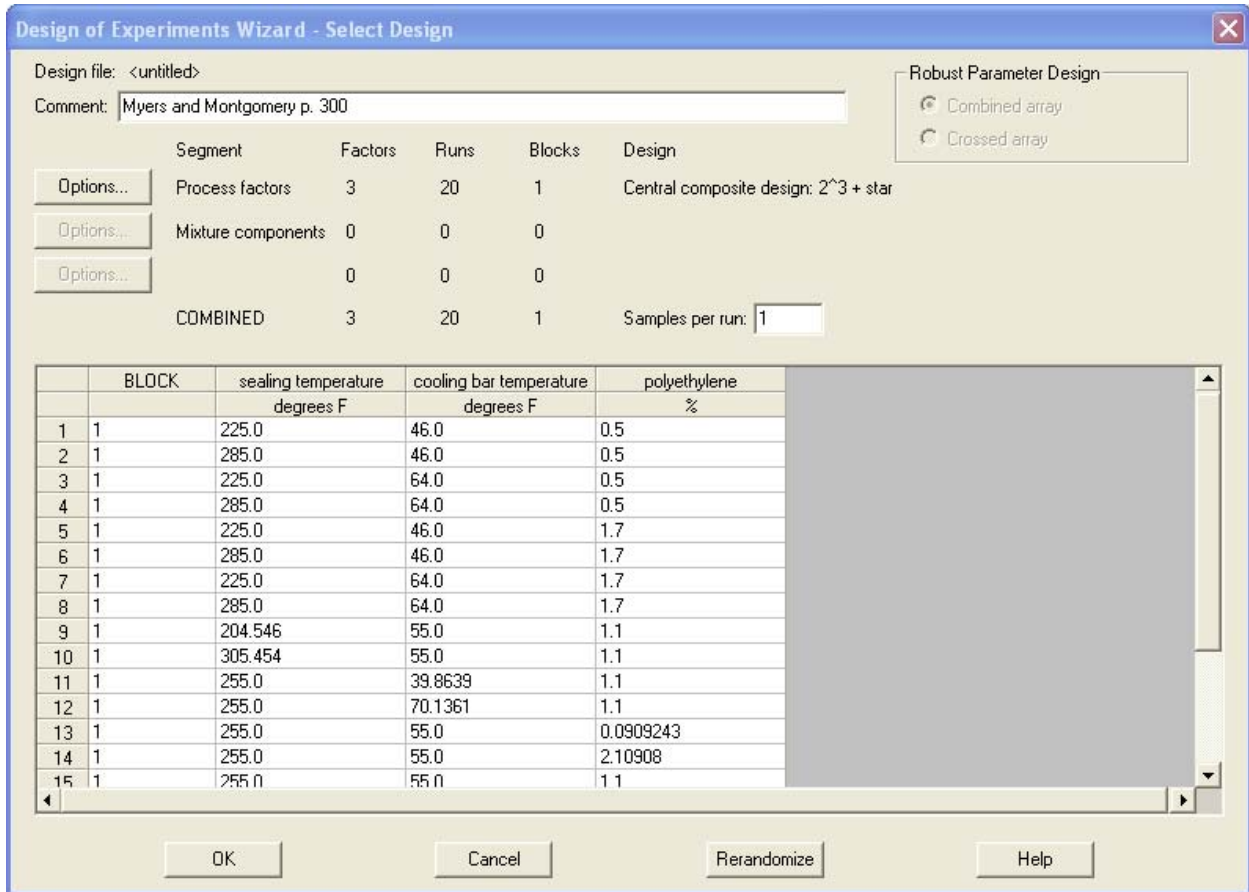 Design of Experiments Wizard - Select Design
Design file: <untitled>
Robust Parameter Design
Comment: Myers and Montgomery p. 300
Combined array
Crossed array
Segment Factors Runs Blocks Design
Options... Process factors 3 20 1 Central composite design: 2^3 + star
Options... Mixture components 0 0 0
Options... 0 0 0
COMBINED 3 20 1 Samples per run: 1
BLOCK sealing temperature cooling bar temperature polyethylene
degrees F degrees F %
1 1 225.0 46.0 0.5
2 1 285.0 46.0 0.5
3 1 225.0 64.0 0.5
4 1 285.0 64.0 0.5
5 1 225.0 46.0 1.7
6 1 285.0 46.0 1.7
7 1 225.0 64.0 1.7
8 1 285.0 64.0 1.7
9 1 204.546 55.0 1.1
10 1 305.454 55.0 1.1
11 1 255.0 39.8639 1.1
12 1 255.0 70.1361 1.1
13 1 255.0 55.0 0.0909243
14 1 255.0 55.0 2.10908
15 1 255.0 55.0 1.1
OK Cancel Rerandomize Help